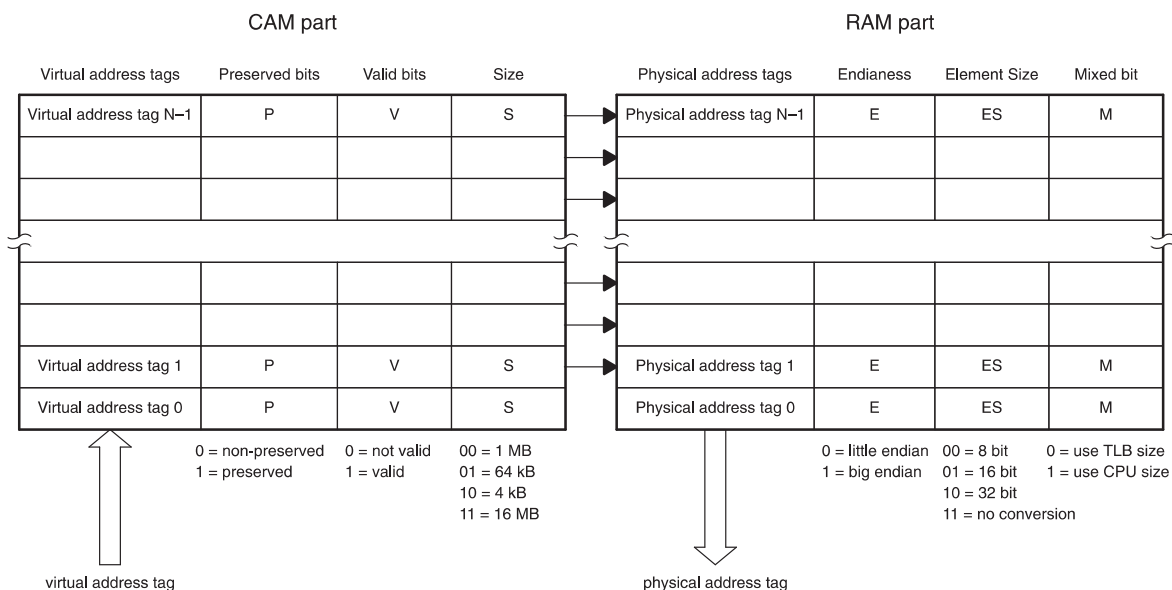 CAM part
RAM part
Virtual address tags Preserved bits Valid bits Size Physical address tags Endianess Element Size Mixed bit
Virtual address tag N–1 P V S Physical address tag N–1 E ES M
Virtual address tag 1 P V S Physical address tag 1 E ES M
Virtual address tag 0 P V S Physical address tag 0 E ES M
0 = non-preserved
1 = preserved
0 = not valid
1 = valid
00 = 1 MB
01 = 64 kB
10 = 4 kB
11 = 16 MB
0 = little endian
1 = big endian
00 = 8 bit
01 = 16 bit
10 = 32 bit
11 = no conversion
0 = use TLB size
1 = use CPU size
virtual address tag
physical address tag